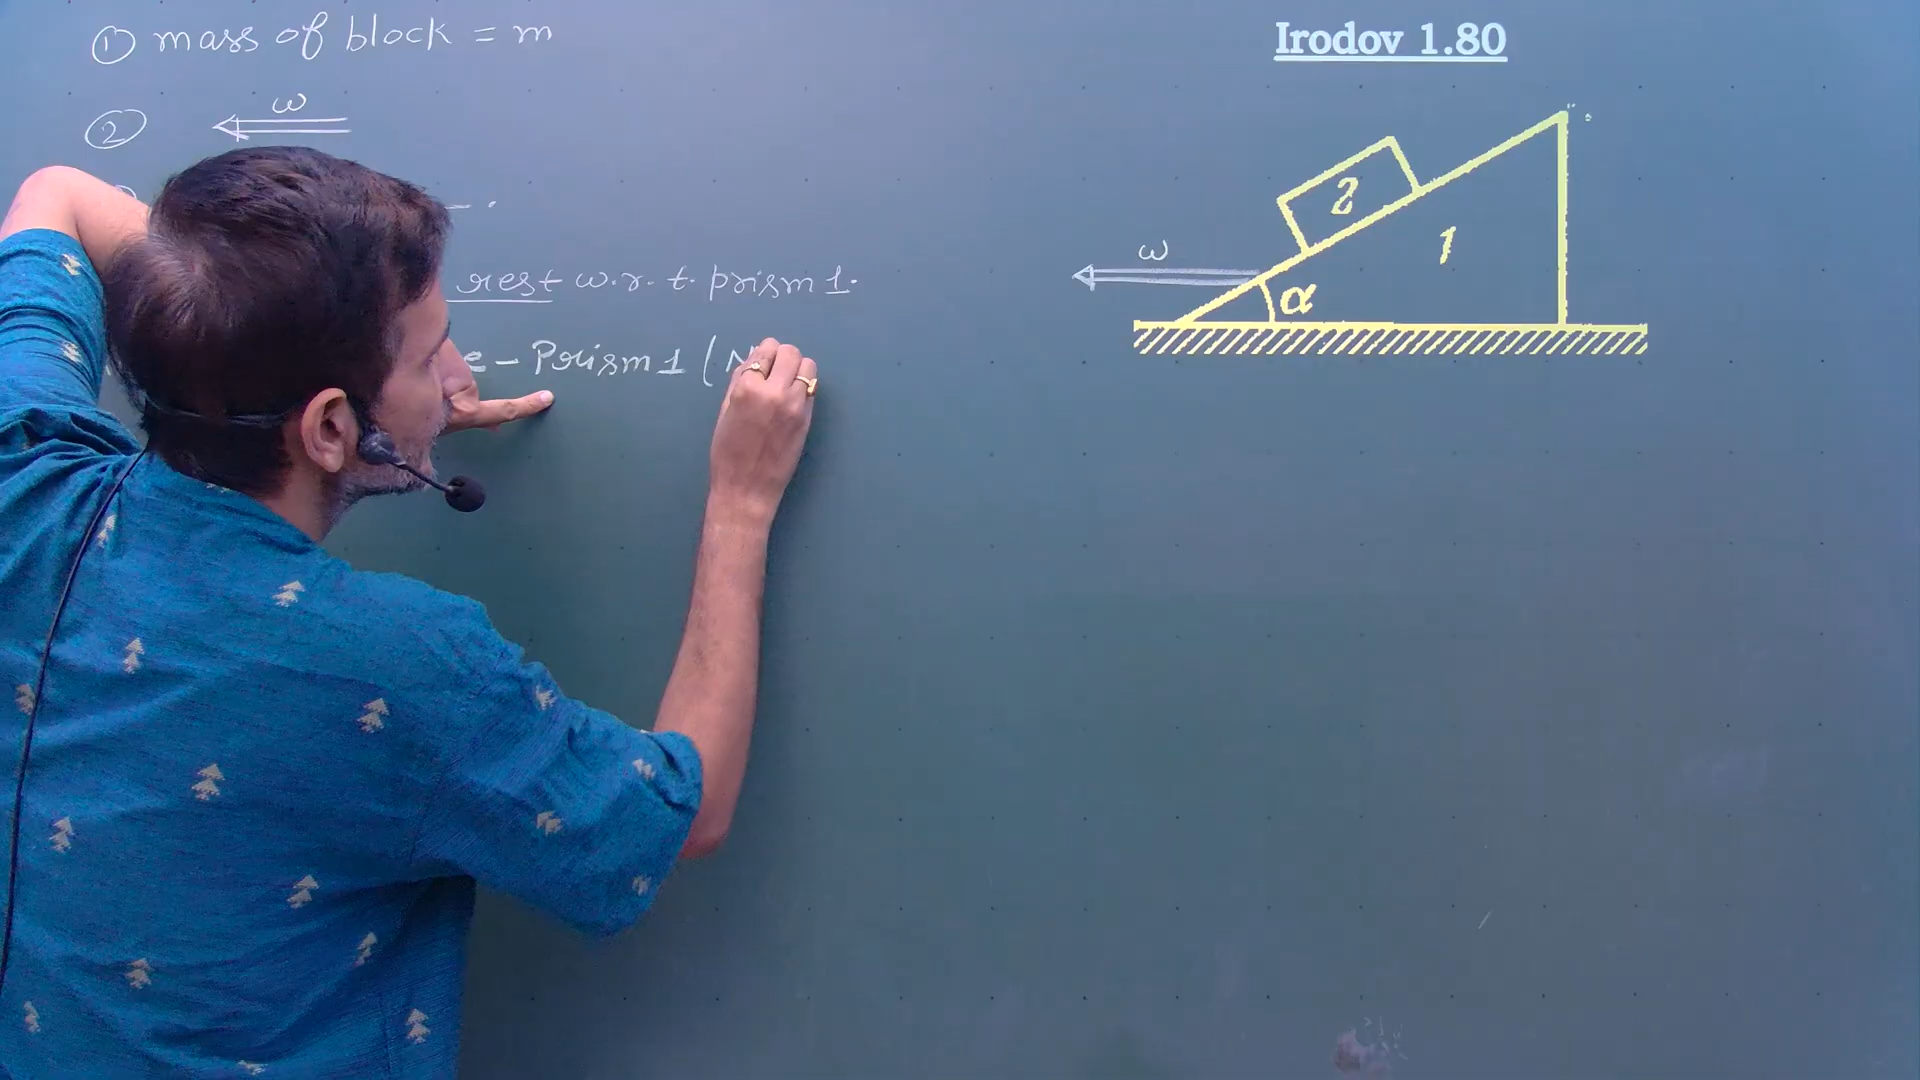 ① mass of block = m
② ω
rest w.r.t. prism 1.
- Prism 1 (N
Irodov 1.80
ω
2
1
α